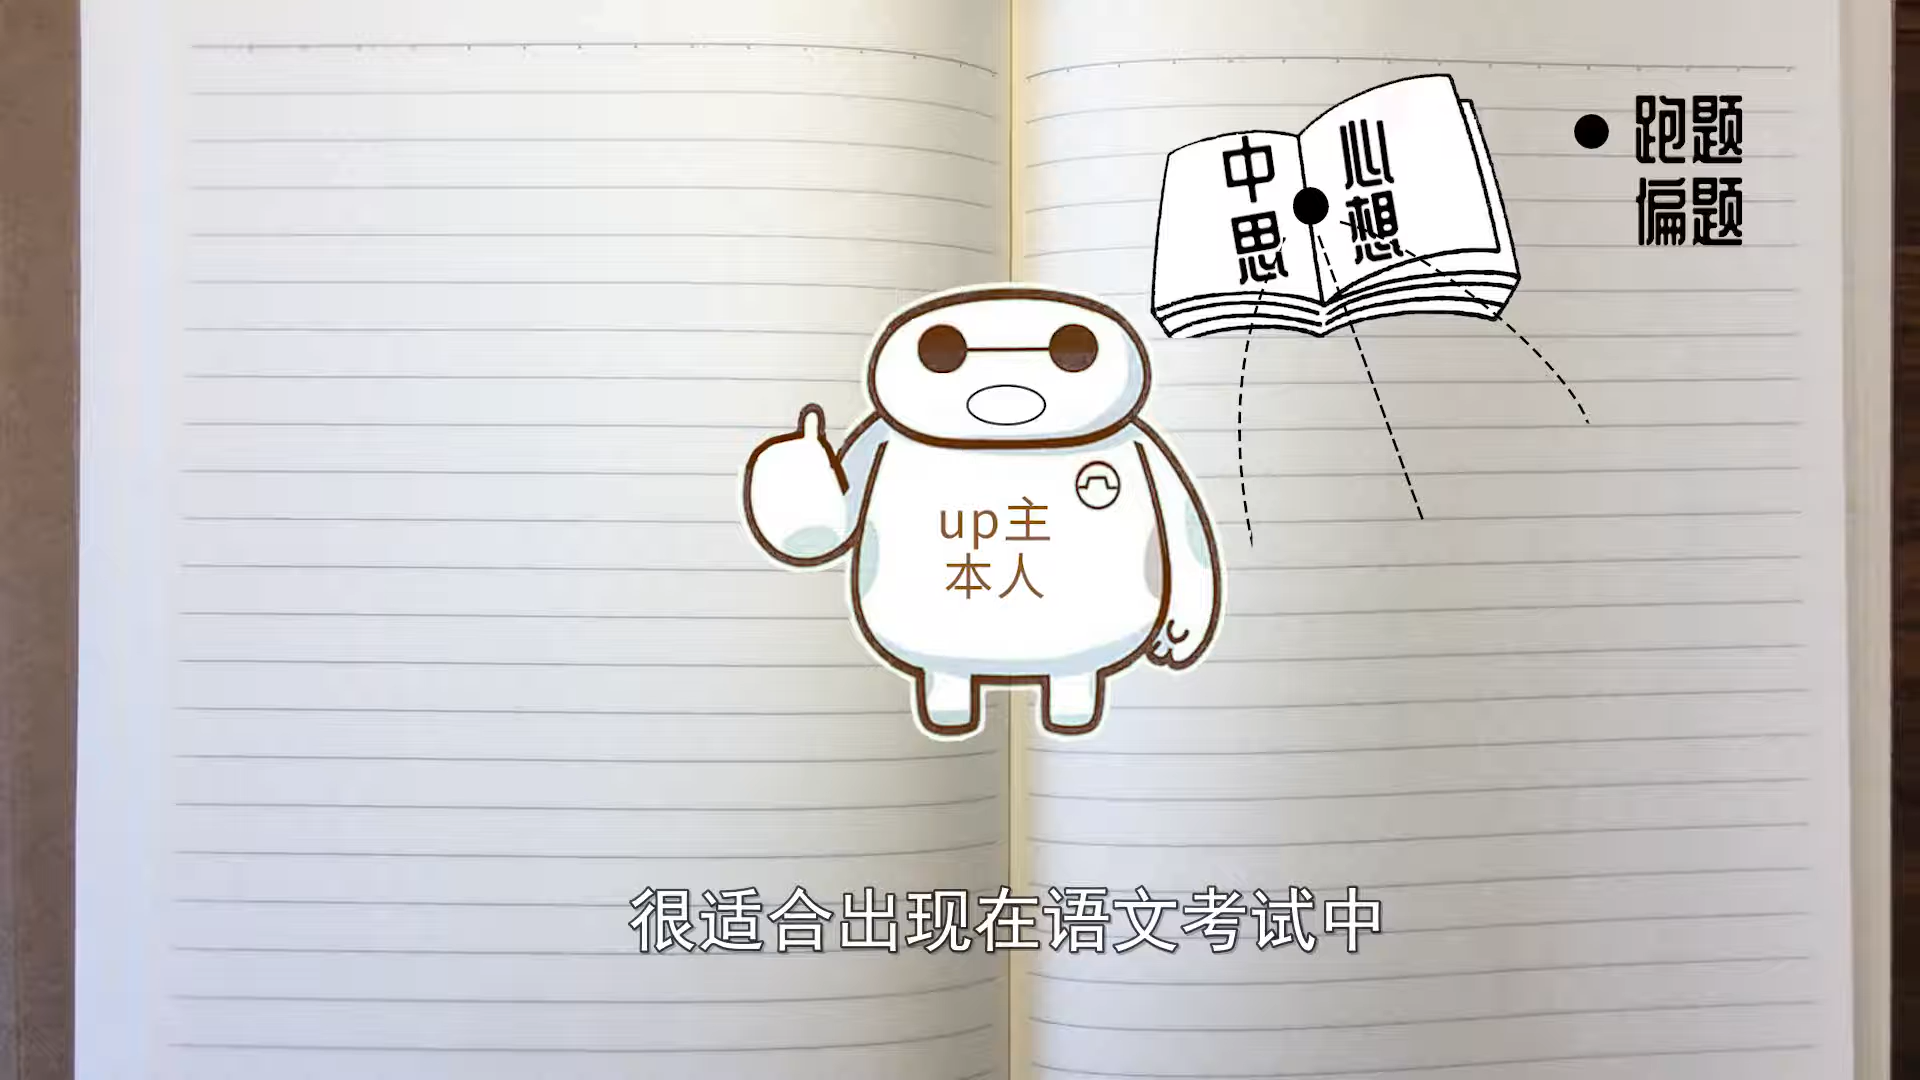 中心
思想
跑题
偏题
up主
本人
很适合出现在语文考试中